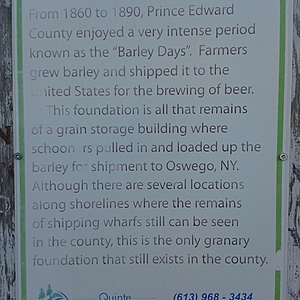 From 1860 to 1890, Prince Edward
County enjoyed a very intense period
known as the “Barley Days”. Farmers
grew barley and shipped it to the
United States for the brewing of beer.
This foundation is all that remains
of a grain storage building where
schoon rs pulled in and loaded up the
barley for shipment to Oswego, NY.
Although there are several locations
along shorelines where the remains
of shipping wharfs still can be seen
in the county, this is the only granary
foundation that still exists in the county.
Quinte (613) 968 - 3434